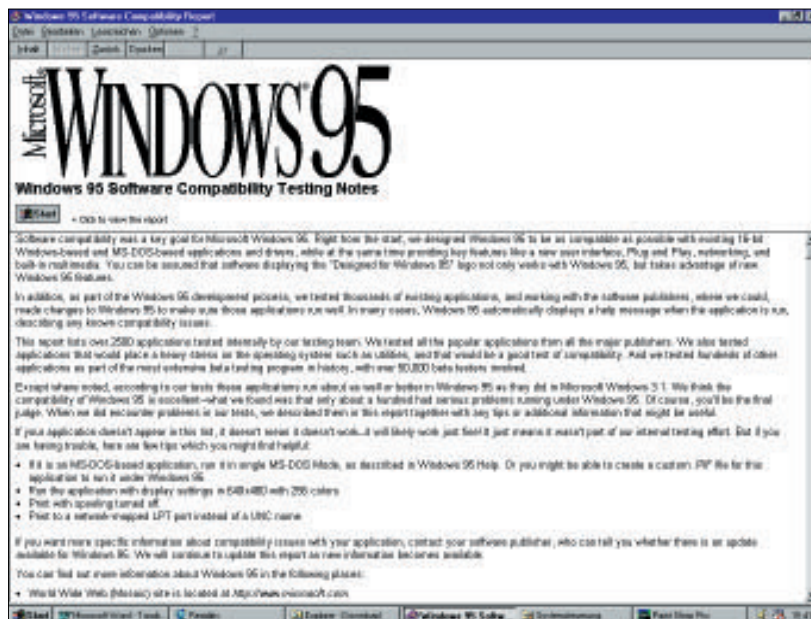 Windows 95 Software Compatibility Report
Datei Bearbeiten Lesezeichen Optionen ?
Inhalt Zurück Drucken
Microsoft
WINDOWS 95
Windows 95 Software Compatibility Testing Notes
Start < Click to view the report
Software compatibility was a key goal for Microsoft Windows 95. Right from the start, we designed Windows 95 to be as compatible as possible with existing 16-bit
Windows-based and MS-DOS-based applications and drivers, while at the same time providing key features like a new user interface, Plug and Play, networking, and
built-in multimedia. You can be assured that software displaying the "Designed for Windows 95" logo not only works with Windows 95, but takes advantage of new
Windows 95 features.
In addition, as part of the Windows 95 development process, we tested thousands of existing applications, and working with the software publishers, where we could,
made changes to Windows 95 to make sure those applications run well. In many cases, Windows 95 automatically displays a help message when the application is run,
describing any known compatibility issues.
This report lists over 2500 applications tested internally by our testing team. We tested all the popular applications from all the major publishers. We also tested
applications that would place a heavy stress on the operating system such as utilities, and that would be a good test of compatibility. And we tested hundreds of other
applications as part of the most extensive beta testing program in history, with over 50,000 beta testers involved.
Except where noted, according to our tests these applications run about as well or better in Windows 95 as they did in Microsoft Windows 3.1. We think the
compatibility of Windows 95 is excellent--what we found was that only about a hundred had serious problems running under Windows 95. Of course, you'll be the final
judge. When we did encounter problems in our tests, we described them in this report together with any tips or additional information that might be useful.
If your application doesn't appear in this list, it doesn't mean it doesn't work--it will likely work just fine! It just means it wasn't part of our internal testing effort. But if you
are having trouble, here are few tips which you might find helpful:
• If it is an MS-DOS-based application, run it in single MS-DOS Mode, as described in Windows 95 Help. Or you might be able to create a custom .PIF file for this
application to run it under Windows 95
• Run the application with display settings in 640x480 with 256 colors
• Print with spooling turned off
• Print to a network-mapped LPT port instead of a UNC name
If you want more specific information about compatibility issues with your application, contact your software publisher, who can tell you whether there is an update
available for Windows 95. We will continue to update this report as new information becomes available.
You can find out more information about Windows 95 in the following places:
• World Wide Web (Mosaic) site is located at http://www.microsoft.com
Start Microsoft Word - Explorer - Download Windows 95 Softw Systemsteuerung Paint Shop Pro